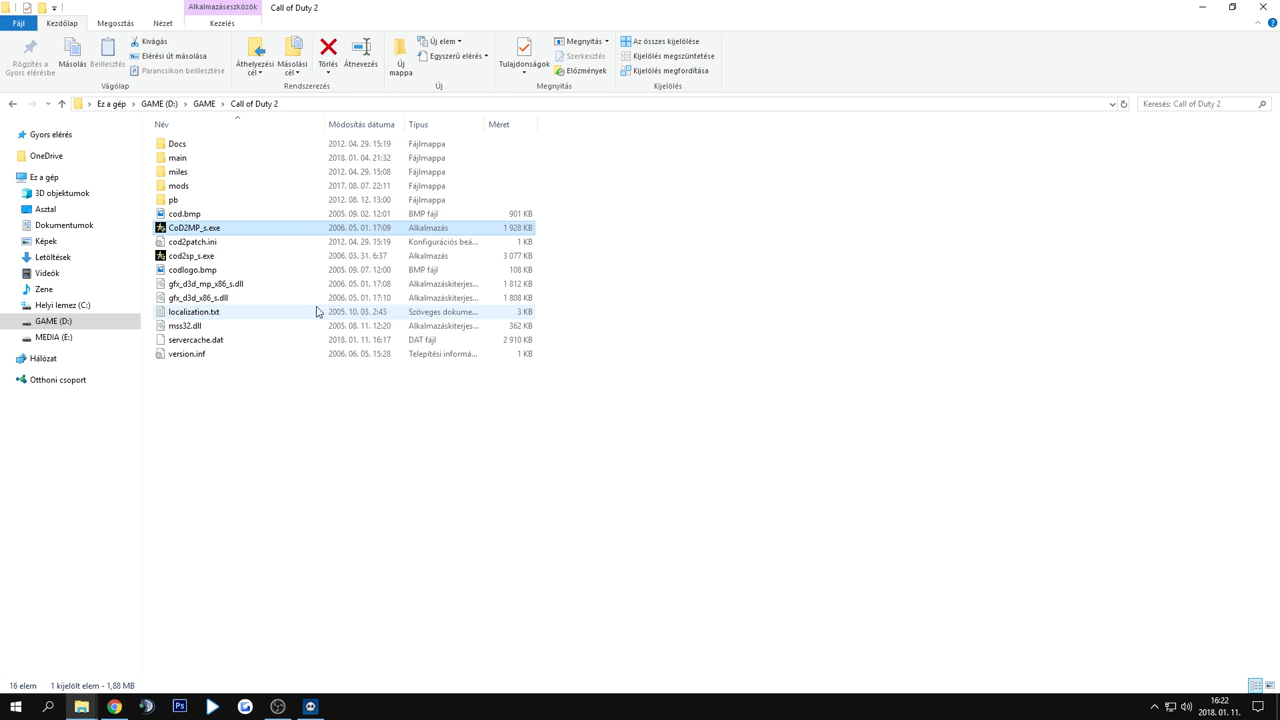 Alkalmazáseszközök
Call of Duty 2
Fájl
Kezdőlap
Megosztás
Nézet
Kezelés
Rögzítés a
Gyors elérésbe
Másolás
Beillesztés
Kivágás
Elérési út másolása
Parancsikon beillesztése
Vágólap
Áthelyezési
cél
Másolási
cél
Törlés
Átnevezés
Rendszerezés
Új
mappa
Új elem
Egyszerű elérés
Új
Tulajdonságok
Megnyitás
Szerkesztés
Előzmények
Megnyitás
Az összes kijelölése
Kijelölés megszüntetése
Kijelölés megfordítása
Kijelölés
Ez a gép > GAME (D:) > GAME > Call of Duty 2
Keresés: Call of Duty 2
Gyors elérés
OneDrive
Ez a gép
3D objektumok
Asztal
Dokumentumok
Képek
Letöltések
Videók
Zene
Helyi lemez (C:)
GAME (D:)
MEDIA (E:)
Hálózat
Otthoni csoport
Név Módosítás dátuma Típus Méret
Docs 2012. 04. 29. 15:19 Fájlmappa
main 2018. 01. 04. 21:32 Fájlmappa
miles 2012. 04. 29. 15:08 Fájlmappa
mods 2017. 08. 07. 22:11 Fájlmappa
pb 2012. 08. 12. 13:09 Fájlmappa
cod.bmp 2005. 09. 02. 12:01 BMP fájl 901 KB
CoD2MP_s.exe 2006. 05. 01. 17:09 Alkalmazás 1 928 KB
cod2patch.ini 2012. 04. 29. 15:19 Konfigurációs beá... 1 KB
cod2sp_s.exe 2006. 03. 31. 6:37 Alkalmazás 3 077 KB
codlogo.bmp 2005. 09. 07. 12:00 BMP fájl 108 KB
gfx_d3d_mp_x86_s.dll 2006. 05. 01. 17:08 Alkalmazáskiterjes... 1 812 KB
gfx_d3d_x86_s.dll 2006. 05. 01. 17:10 Alkalmazáskiterjes... 1 808 KB
localization.txt 2005. 10. 03. 2:43 Szöveges dokume... 3 KB
mss32.dll 2005. 08. 11. 12:20 Alkalmazáskiterjes... 362 KB
servercache.dat 2018. 01. 11. 16:17 DAT fájl 2 910 KB
version.inf 2006. 06. 05. 15:28 Telepítési informá... 1 KB
16 elem 1 kijelölt elem - 1,88 MB
Ps
16:22
2018. 01. 11.